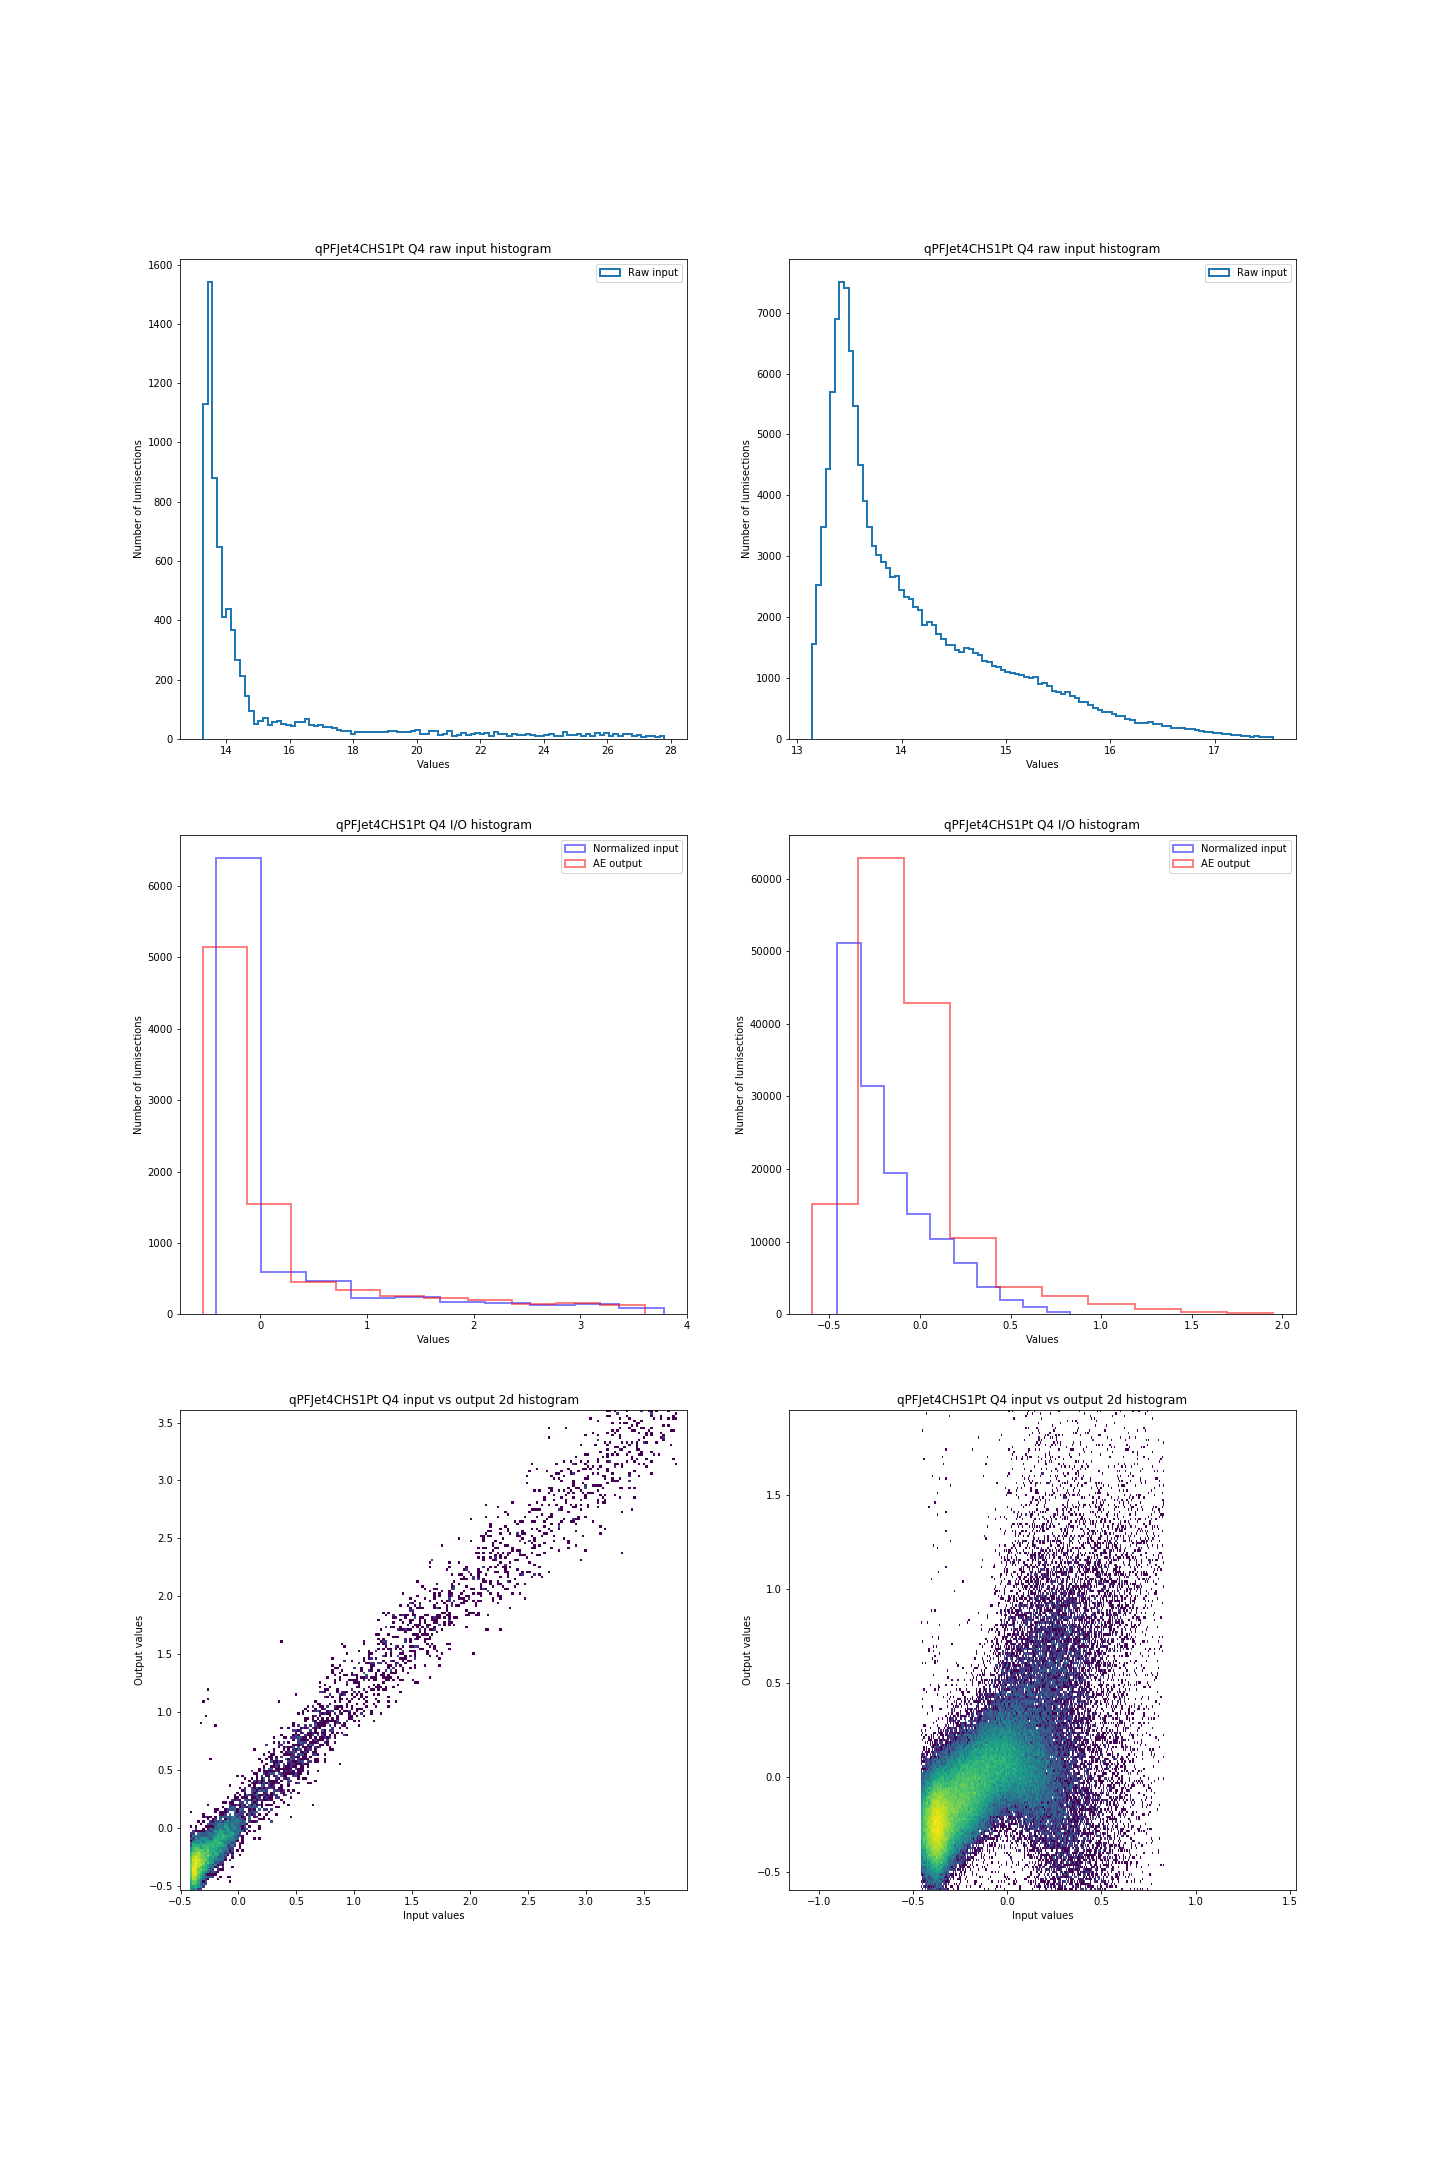 qPFJet4CHS1Pt Q4 raw input histogram
Raw input
1600
1400
1200
1000
800
600
400
200
0
Number of lumisections
14 16 18 20 22 24 26 28
Values
qPFJet4CHS1Pt Q4 raw input histogram
Raw input
7000
6000
5000
4000
3000
2000
1000
0
Number of lumisections
13 14 15 16 17
Values
qPFJet4CHS1Pt Q4 I/O histogram
Normalized input
AE output
6000
5000
4000
3000
2000
1000
0
Number of lumisections
0 1 2 3 4
Values
qPFJet4CHS1Pt Q4 I/O histogram
Normalized input
AE output
60000
50000
40000
30000
20000
10000
0
Number of lumisections
−0.5 0.0 0.5 1.0 1.5 2.0
Values
qPFJet4CHS1Pt Q4 input vs output 2d histogram
3.5
3.0
2.5
2.0
1.5
1.0
0.5
0.0
−0.5
Output values
−0.5 0.0 0.5 1.0 1.5 2.0 2.5 3.0 3.5
Input values
qPFJet4CHS1Pt Q4 input vs output 2d histogram
1.5
1.0
0.5
0.0
−0.5
Output values
−1.0 −0.5 0.0 0.5 1.0 1.5
Input values